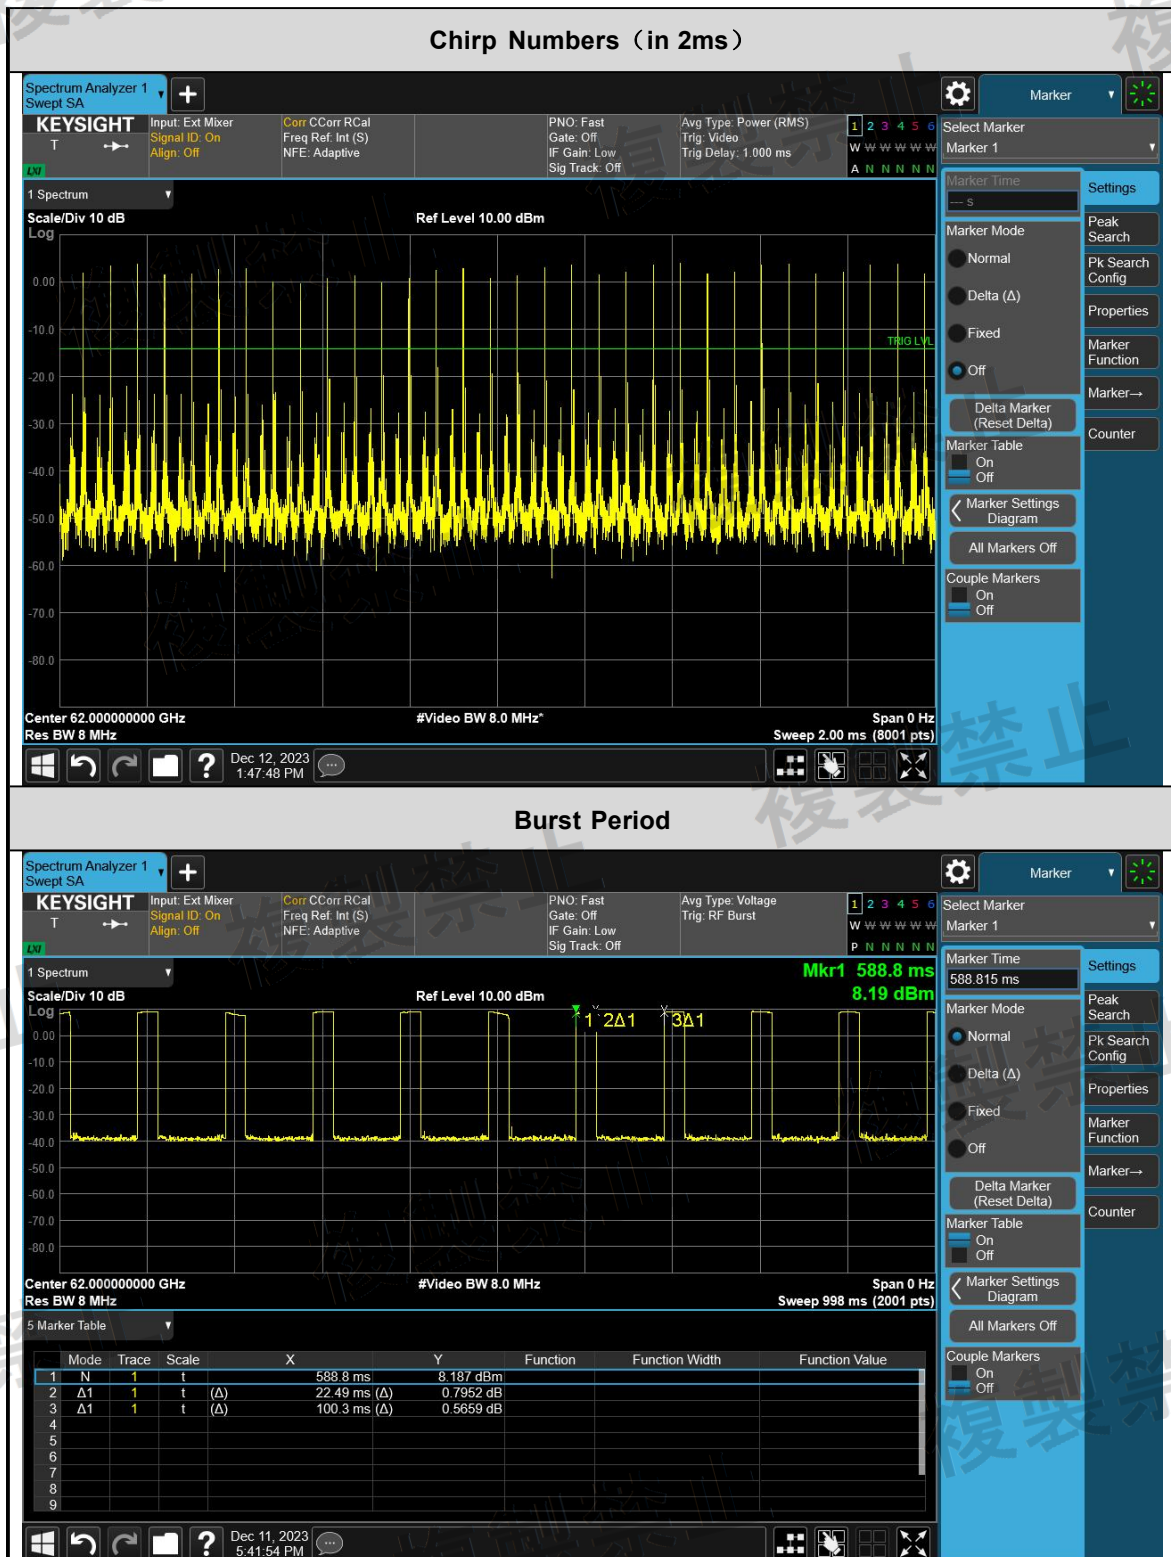 Chirp Numbers（in 2ms）
Spectrum Analyzer 1
Swept SA
Marker
KEYSIGHT
T
LXI
Input: Ext Mixer
Signal ID: On
Align: Off
Corr CCorr RCal
Freq Ref: Int (S)
NFE: Adaptive
PNO: Fast
Gate: Off
IF Gain: Low
Sig Track: Off
Avg Type: Power (RMS)
Trig: Video
Trig Delay: 1.000 ms
1 2 3 4 5 6
W W W W W W
A N N N N N
Select Marker
Marker 1
1 Spectrum
Scale/Div 10 dB
Ref Level 10.00 dBm
Log
0.00
-10.0
-20.0
-30.0
-40.0
-50.0
-60.0
-70.0
-80.0
TRIG LVL
Center 62.000000000 GHz
#Video BW 8.0 MHz*
Span 0 Hz
Res BW 8 MHz
Sweep 2.00 ms (8001 pts)
Marker Time
--- s
Marker Mode
Normal
Delta (Δ)
Fixed
Off
Delta Marker
(Reset Delta)
Marker Table
On
Off
Marker Settings
Diagram
All Markers Off
Couple Markers
On
Off
Settings
Peak
Search
Pk Search
Config
Properties
Marker
Function
Marker→
Counter
Dec 12, 2023
1:47:48 PM
Burst Period
Spectrum Analyzer 1
Swept SA
Marker
KEYSIGHT
T
LXI
Input: Ext Mixer
Signal ID: On
Align: Off
Corr CCorr RCal
Freq Ref: Int (S)
NFE: Adaptive
PNO: Fast
Gate: Off
IF Gain: Low
Sig Track: Off
Avg Type: Voltage
Trig: RF Burst
1 2 3 4 5 6
W W W W W W
P N N N N N
Select Marker
Marker 1
1 Spectrum
Mkr1 588.8 ms
8.19 dBm
Scale/Div 10 dB
Ref Level 10.00 dBm
Log
0.00
-10.0
-20.0
-30.0
-40.0
-50.0
-60.0
-70.0
-80.0
1 2Δ1 3Δ1
Center 62.000000000 GHz
#Video BW 8.0 MHz
Span 0 Hz
Res BW 8 MHz
Sweep 998 ms (2001 pts)
5 Marker Table
Mode Trace Scale X Y Function Function Width Function Value
1 N 1 t 588.8 ms 8.187 dBm
2 Δ1 1 t (Δ) 22.49 ms (Δ) 0.7952 dB
3 Δ1 1 t (Δ) 100.3 ms (Δ) 0.5659 dB
4
5
6
7
8
9
Marker Time
588.815 ms
Marker Mode
Normal
Delta (Δ)
Fixed
Off
Delta Marker
(Reset Delta)
Marker Table
On
Off
Marker Settings
Diagram
All Markers Off
Couple Markers
On
Off
Settings
Peak
Search
Pk Search
Config
Properties
Marker
Function
Marker→
Counter
Dec 11, 2023
5:41:54 PM
複製禁止